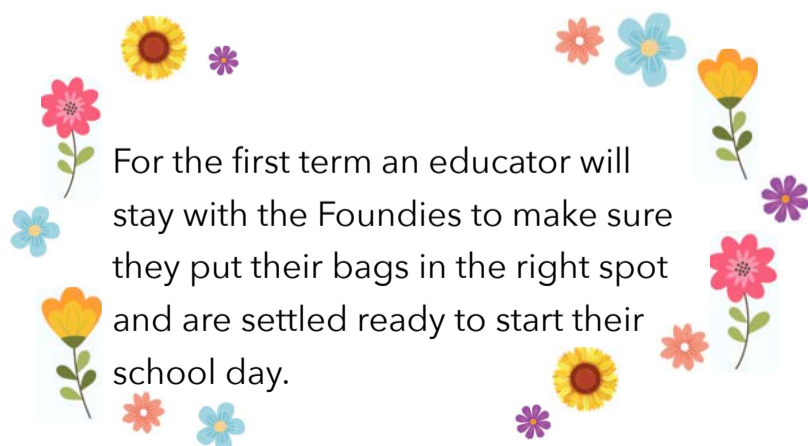 For the first term an educator will
stay with the Foundies to make sure
they put their bags in the right spot
and are settled ready to start their
school day.